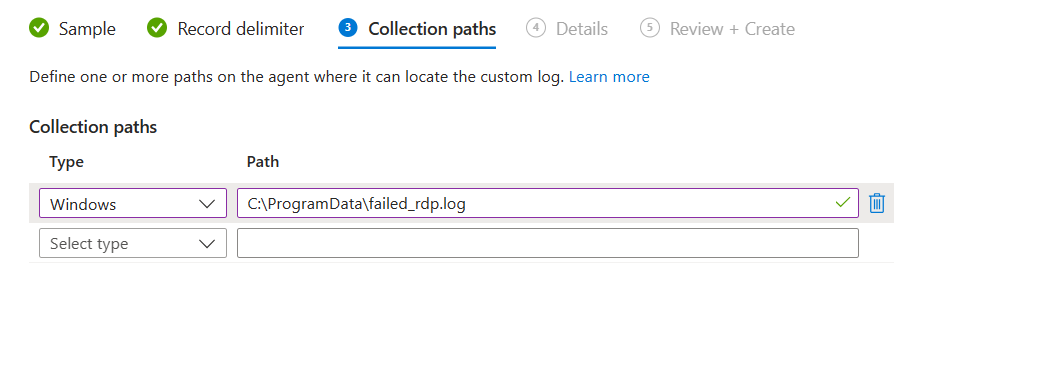 Sample Record delimiter 3 Collection paths 4 Details 5 Review + Create
Define one or more paths on the agent where it can locate the custom log. Learn more
Collection paths
Type Path
Windows C:\ProgramData\failed_rdp.log
Select type